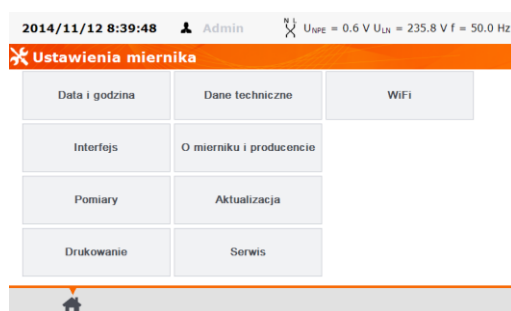 2014/11/12 8:39:48 Admin N L UNPE = 0.6 V ULN = 235.8 V f = 50.0 Hz
Ustawienia miernika
Data i godzina Dane techniczne WiFi
Interfejs O mierniku i producencie
Pomiary Aktualizacja
Drukowanie Serwis